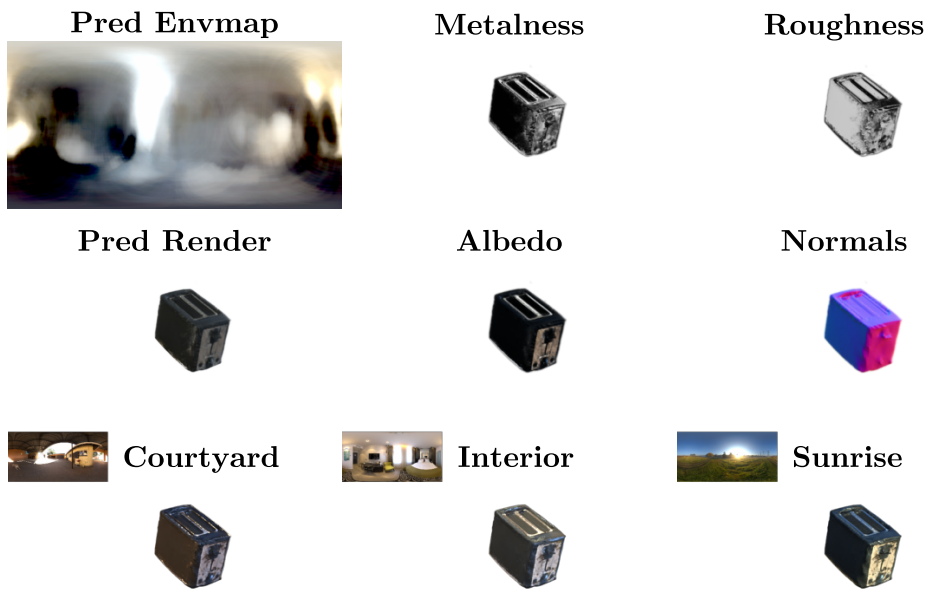 Pred Envmap
Metalness
Roughness
Pred Render
Albedo
Normals
Courtyard
Interior
Sunrise